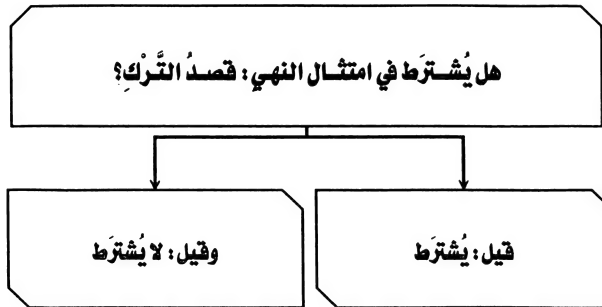 هل يُشترَط في امتثال النهي: قصدُ التَّرْكِ؟
قيل: يُشترَط
وقيل: لا يُشترَط